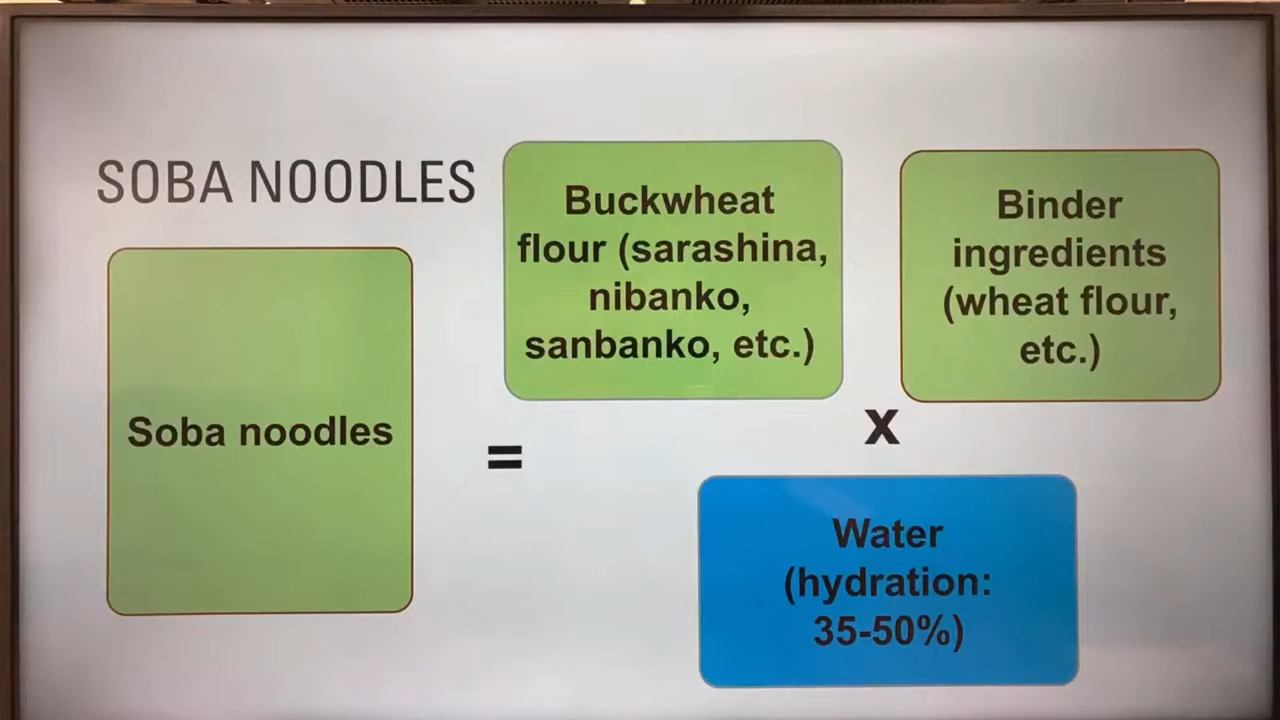 SOBA NOODLES
Soba noodles
=
Buckwheat
flour (sarashina,
nibanko,
sanbanko, etc.)
x
Binder
ingredients
(wheat flour,
etc.)
Water
(hydration:
35-50%)